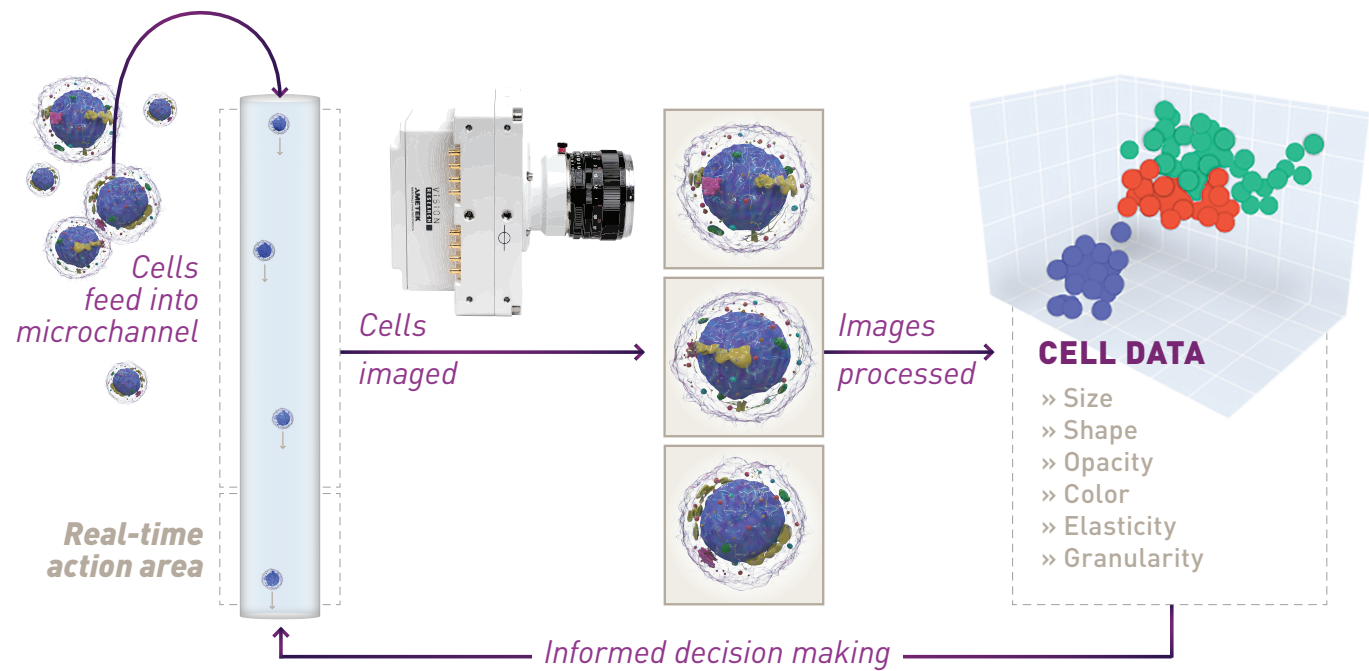 Cells
feed into
microchannel
Real-time
action area
VISION
RESEARCH
AMETEK
Cells
imaged
Images
processed
CELL DATA
» Size
» Shape
» Opacity
» Color
» Elasticity
» Granularity
Informed decision making